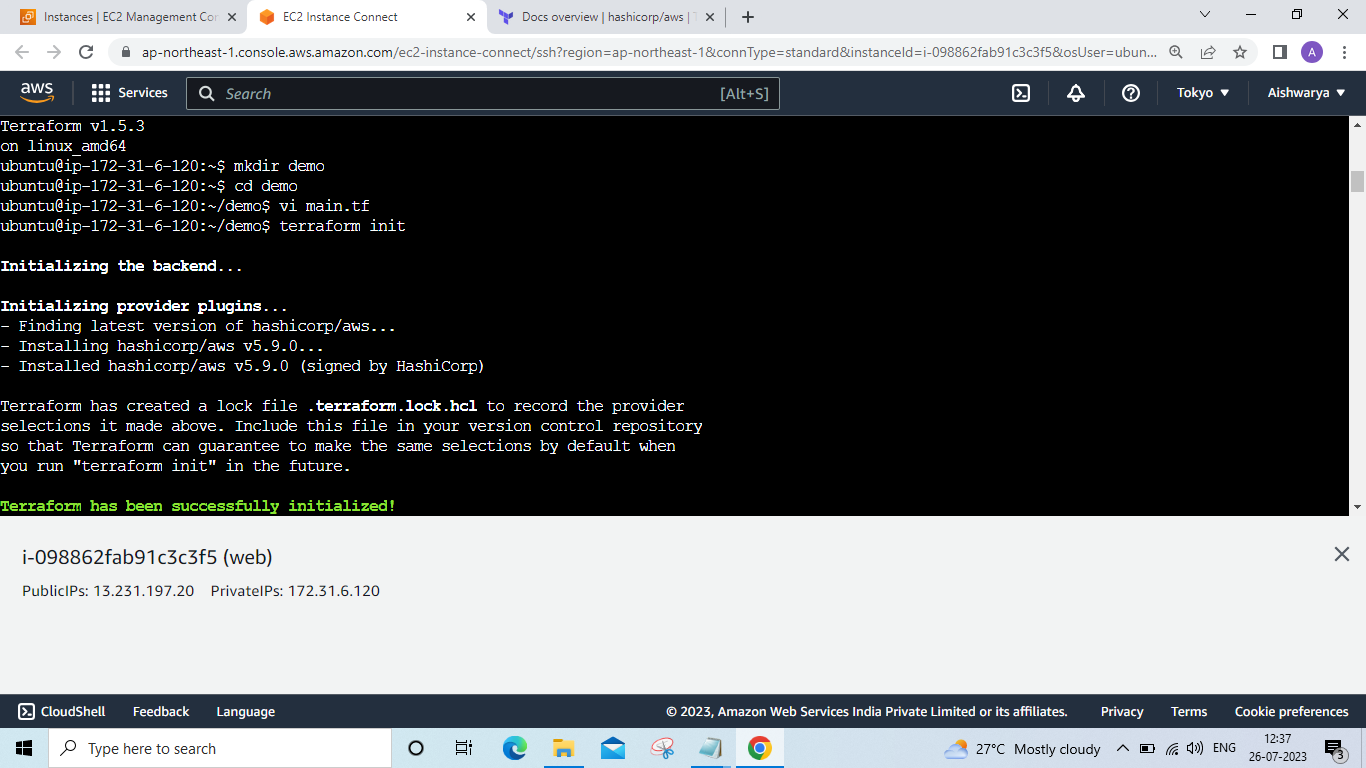 Instances | EC2 Management Con
EC2 Instance Connect
Docs overview | hashicorp/aws |
ap-northeast-1.console.aws.amazon.com/ec2-instance-connect/ssh?region=ap-northeast-1&connType=standard&instanceId=i-098862fab91c3c3f5&osUser=ubun...
A
aws
Services
Search
[Alt+S]
Tokyo
Aishwarya
Terraform v1.5.3
on linux_amd64
ubuntu@ip-172-31-6-120:~$ mkdir demo
ubuntu@ip-172-31-6-120:~$ cd demo
ubuntu@ip-172-31-6-120:~/demo$ vi main.tf
ubuntu@ip-172-31-6-120:~/demo$ terraform init
Initializing the backend...
Initializing provider plugins...
- Finding latest version of hashicorp/aws...
- Installing hashicorp/aws v5.9.0...
- Installed hashicorp/aws v5.9.0 (signed by HashiCorp)
Terraform has created a lock file .terraform.lock.hcl to record the provider
selections it made above. Include this file in your version control repository
so that Terraform can guarantee to make the same selections by default when
you run "terraform init" in the future.
Terraform has been successfully initialized!
i-098862fab91c3c3f5 (web)
PublicIPs: 13.231.197.20 PrivateIPs: 172.31.6.120
CloudShell
Feedback
Language
© 2023, Amazon Web Services India Private Limited or its affiliates.
Privacy
Terms
Cookie preferences
Type here to search
27°C Mostly cloudy
ENG
12:37
26-07-2023
3